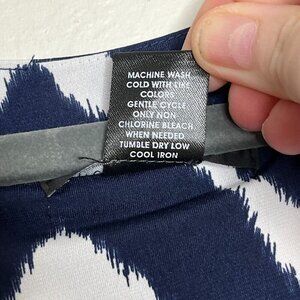 MACHINE WASH
COLD WITH LIKE
COLORS
GENTLE CYCLE
ONLY NON
CHLORINE BLEACH
WHEN NEEDED
TUMBLE DRY LOW
COOL IRON